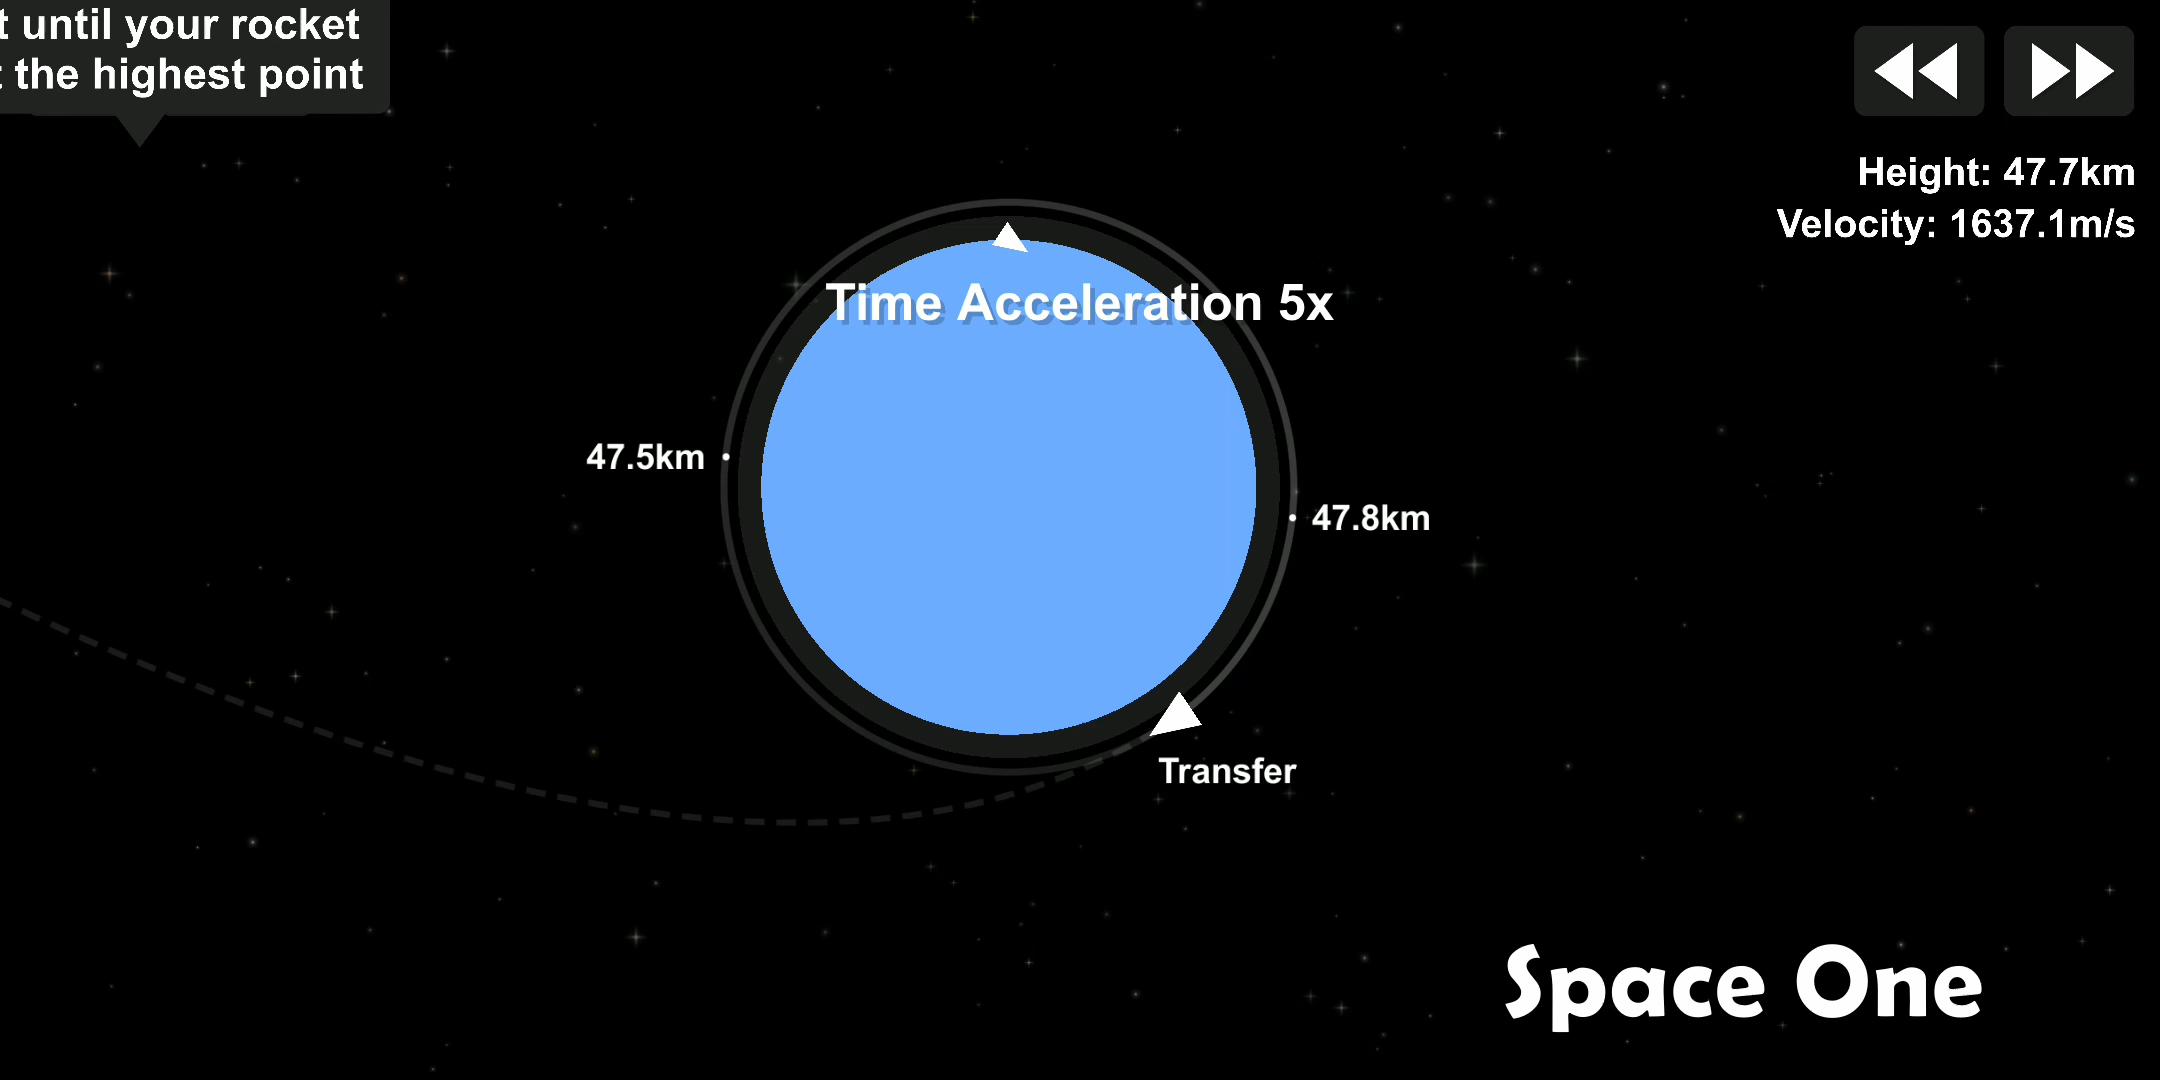 until your rocket
the highest point
Height: 47.7km
Velocity: 1637.1m/s
Time Acceleration 5x
47.5km
47.8km
Transfer
Space One